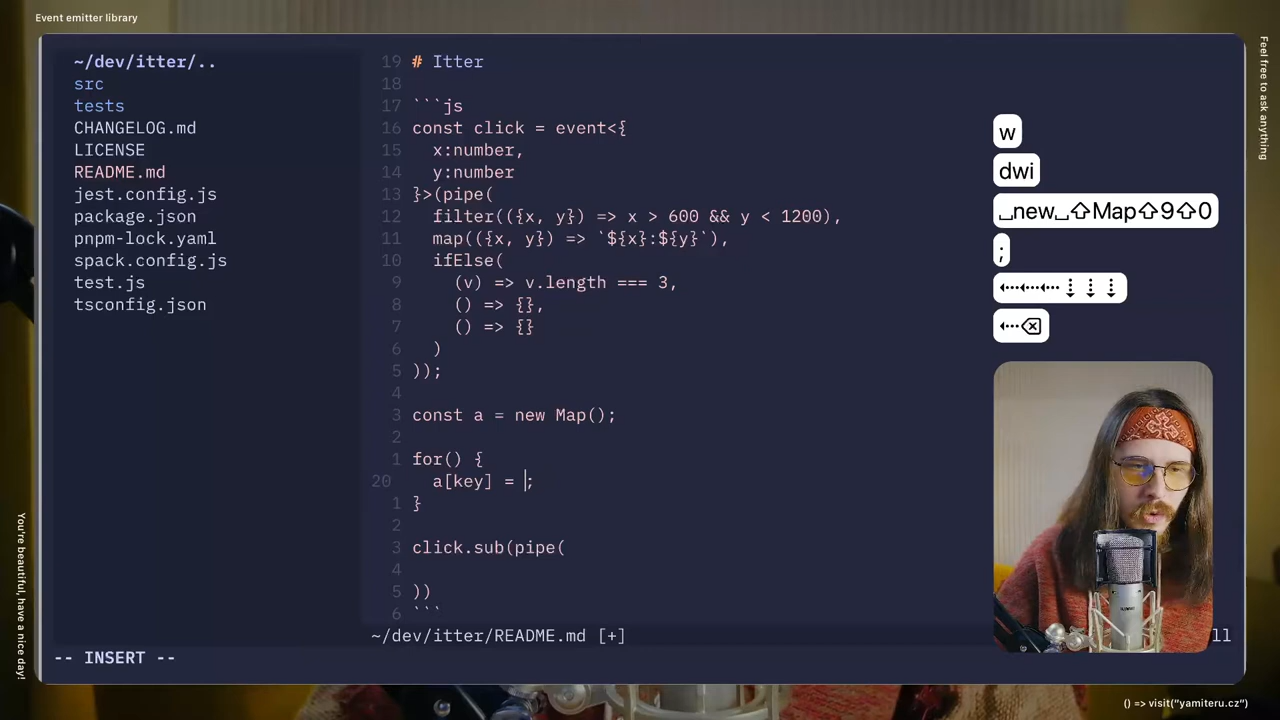 Event emitter library
Feel free to ask anything
~/dev/itter/..
src
tests
CHANGELOG.md
LICENSE
README.md
jest.config.js
package.json
pnpm-lock.yaml
spack.config.js
test.js
tsconfig.json
19 # Itter
18
17 ```js
16 const click = event<{
15 x:number,
14 y:number
13 }>(pipe(
12 filter(({x, y}) => x > 600 && y < 1200),
11 map(({x, y}) => `${x}:${y}`),
10 ifElse(
9 (v) => v.length === 3,
8 () => {},
7 () => {}
6 )
5 ));
4
3 const a = new Map();
2
1 for() {
20 a[key] = ;
1 }
2
3 click.sub(pipe(
4
5 ))
6 ```
~/dev/itter/README.md [+]
ll
-- INSERT --
w
dwi
␣new␣⇧Map⇧9⇧0
;
⇠⇠⇠⇣⇣⇣
⇠⌫
You're beautiful, have a nice day!
() => visit("yamiteru.cz")